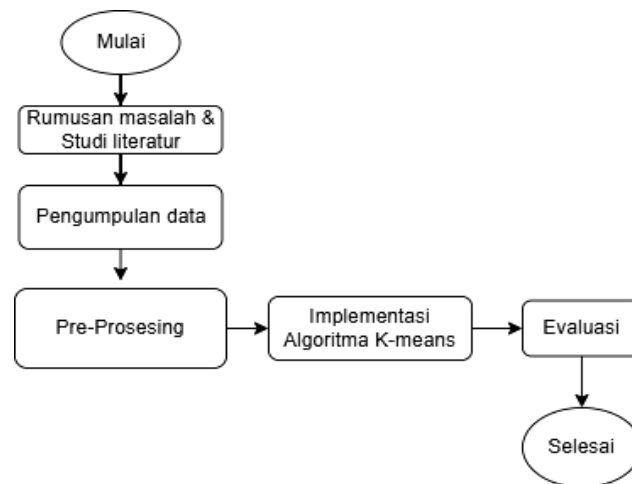 Mulai
Rumusan masalah &
Studi literatur
Pengumpulan data
Pre-Prosesing
Implementasi
Algoritma K-means
Evaluasi
Selesai